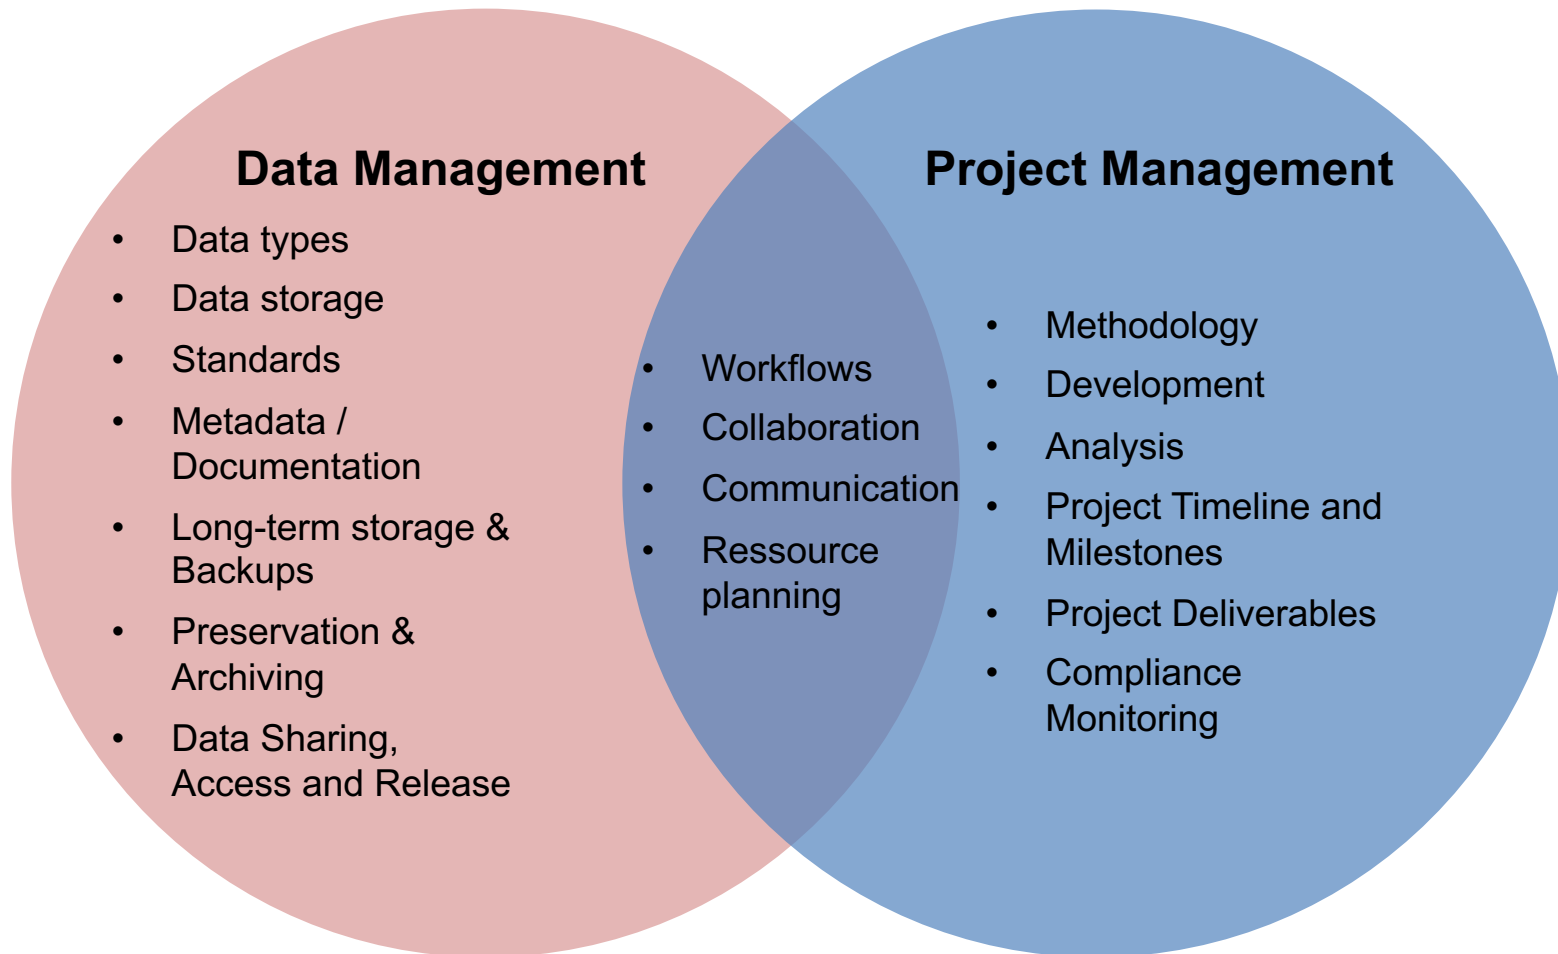 Data Management
• Data types
• Data storage
• Standards
• Metadata /
Documentation
• Long-term storage &
Backups
• Preservation &
Archiving
• Data Sharing,
Access and Release
• Workflows
• Collaboration
• Communication
• Ressource
planning
Project Management
• Methodology
• Development
• Analysis
• Project Timeline and
Milestones
• Project Deliverables
• Compliance
Monitoring